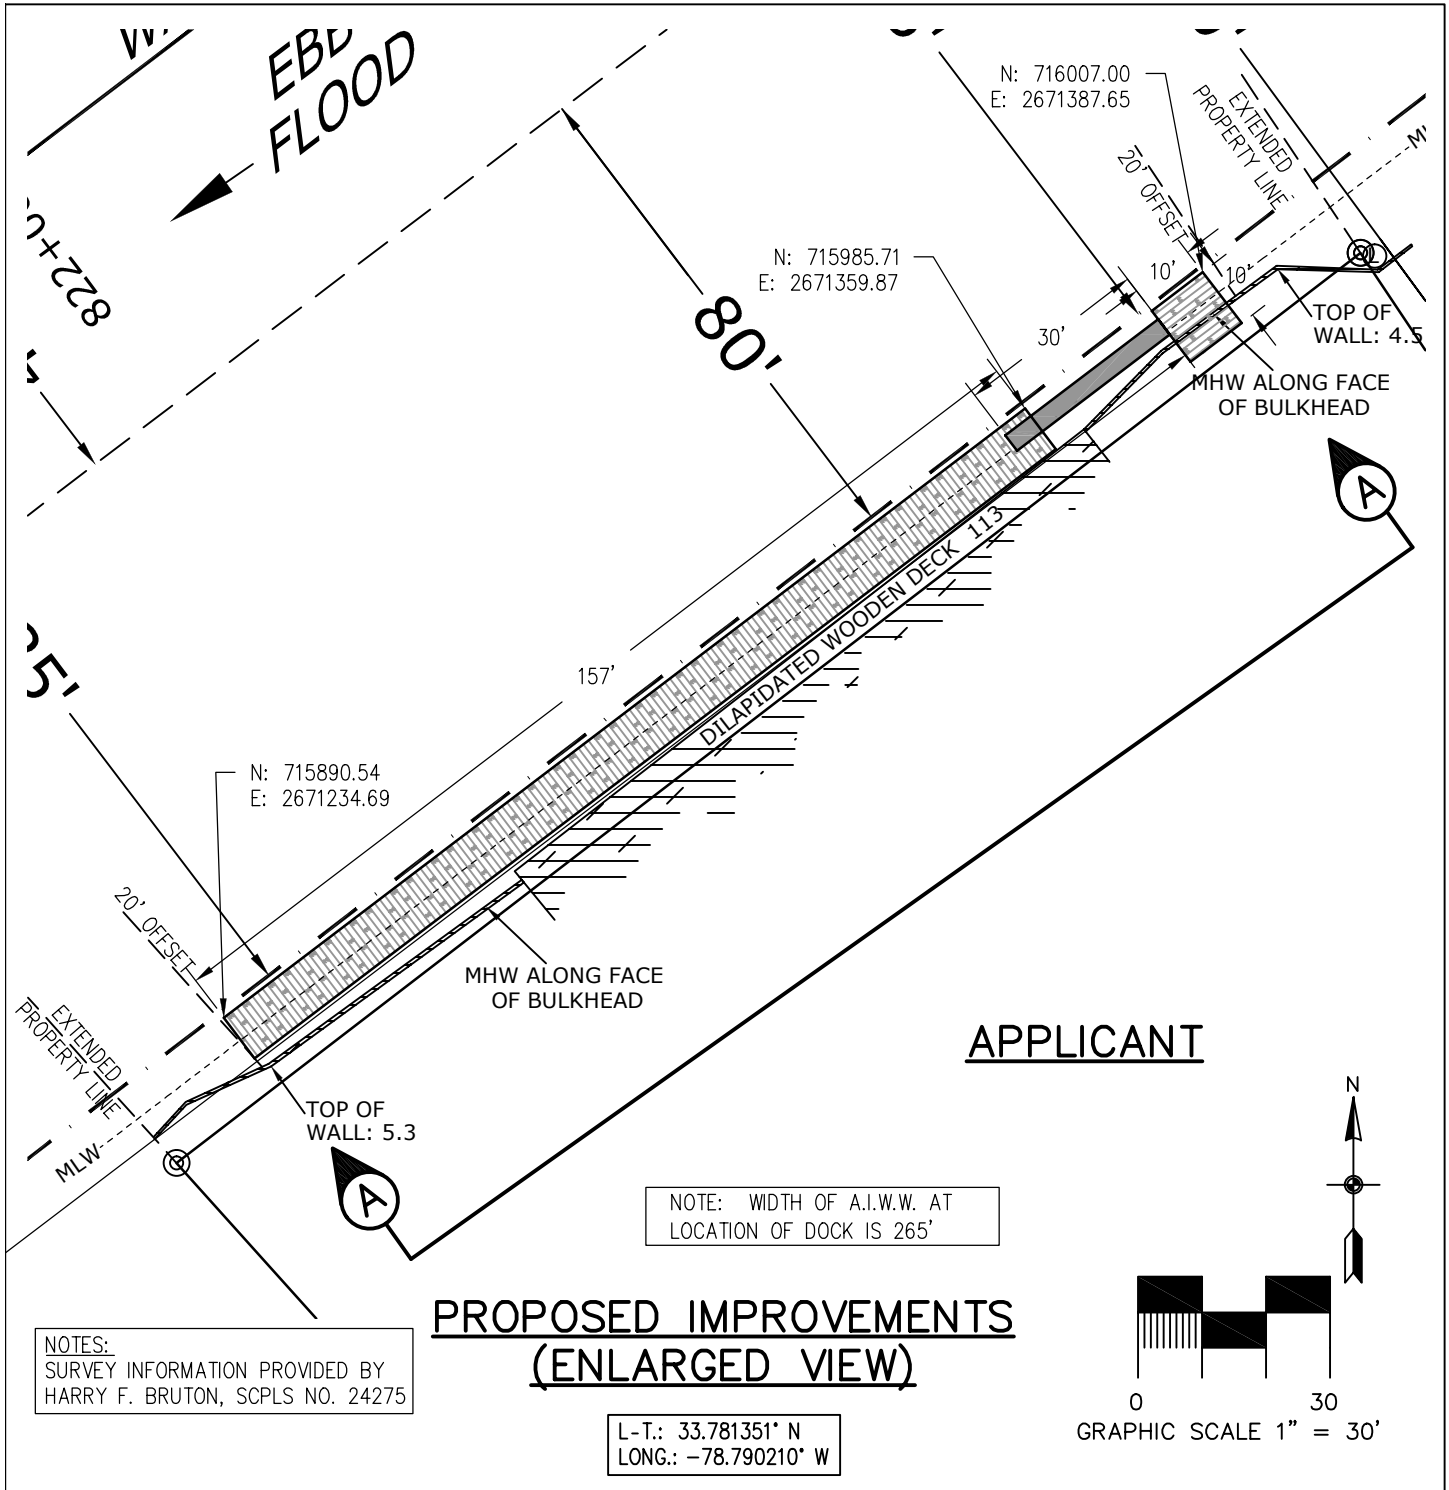 EBB
FLOOD
N: 716007.00
E: 2671387.65
EXTENDED
PROPERTY LINE
20' OFFSET
N: 715985.71
E: 2671359.87
10'
10'
30'
80'
TOP OF
WALL: 4.5
MHW ALONG FACE
OF BULKHEAD
A
DILAPIDATED WOODEN DECK 113
157'
N: 715890.54
E: 2671234.69
20' OFFSET
EXTENDED
PROPERTY LINE
MHW ALONG FACE
OF BULKHEAD
APPLICANT
TOP OF
WALL: 5.3
MLW
A
N
NOTE: WIDTH OF A.I.W.W. AT
LOCATION OF DOCK IS 265'
PROPOSED IMPROVEMENTS
(ENLARGED VIEW)
NOTES:
SURVEY INFORMATION PROVIDED BY
HARRY F. BRUTON, SCPLS NO. 24275
0 30
GRAPHIC SCALE 1" = 30'
L-T.: 33.781351° N
LONG.: -78.790210° W